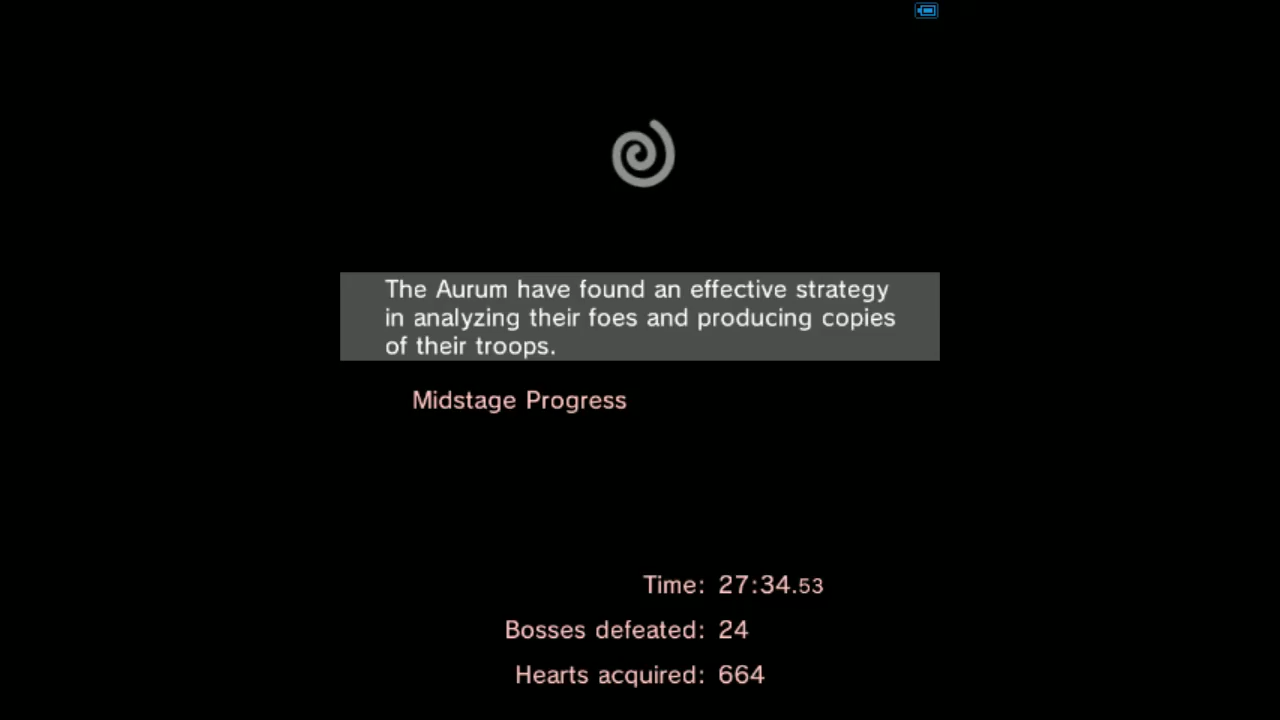 The Aurum have found an effective strategy
in analyzing their foes and producing copies
of their troops.
Midstage Progress
Time: 27:34.53
Bosses defeated: 24
Hearts acquired: 664